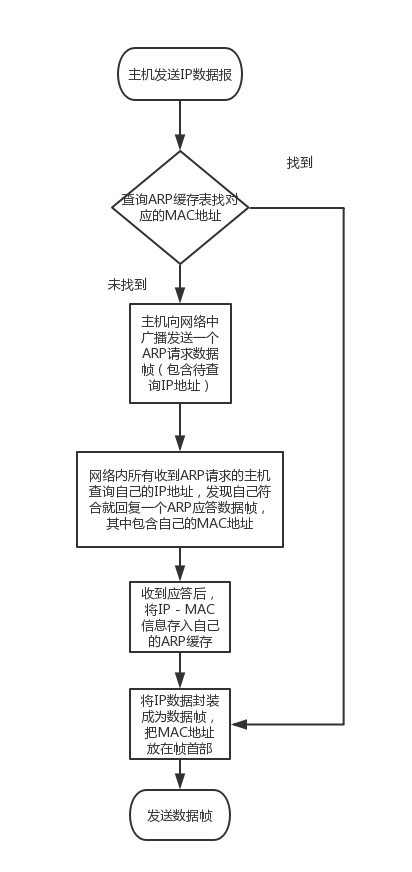 主机发送IP数据报
找到
查询ARP缓存表找对
应的MAC地址
未找到
主机向网络中
广播发送一个
ARP请求数据
帧（包含待查
询IP地址）
网络内所有收到ARP请求的主机
查询自己的IP地址，发现自己符
合就回复一个ARP应答数据帧，
其中包含自己的MAC地址
收到应答后，
将IP－MAC
信息存入自己
的ARP缓存
将IP数据封装
成为数据帧，
把MAC地址
放在帧首部
发送数据帧